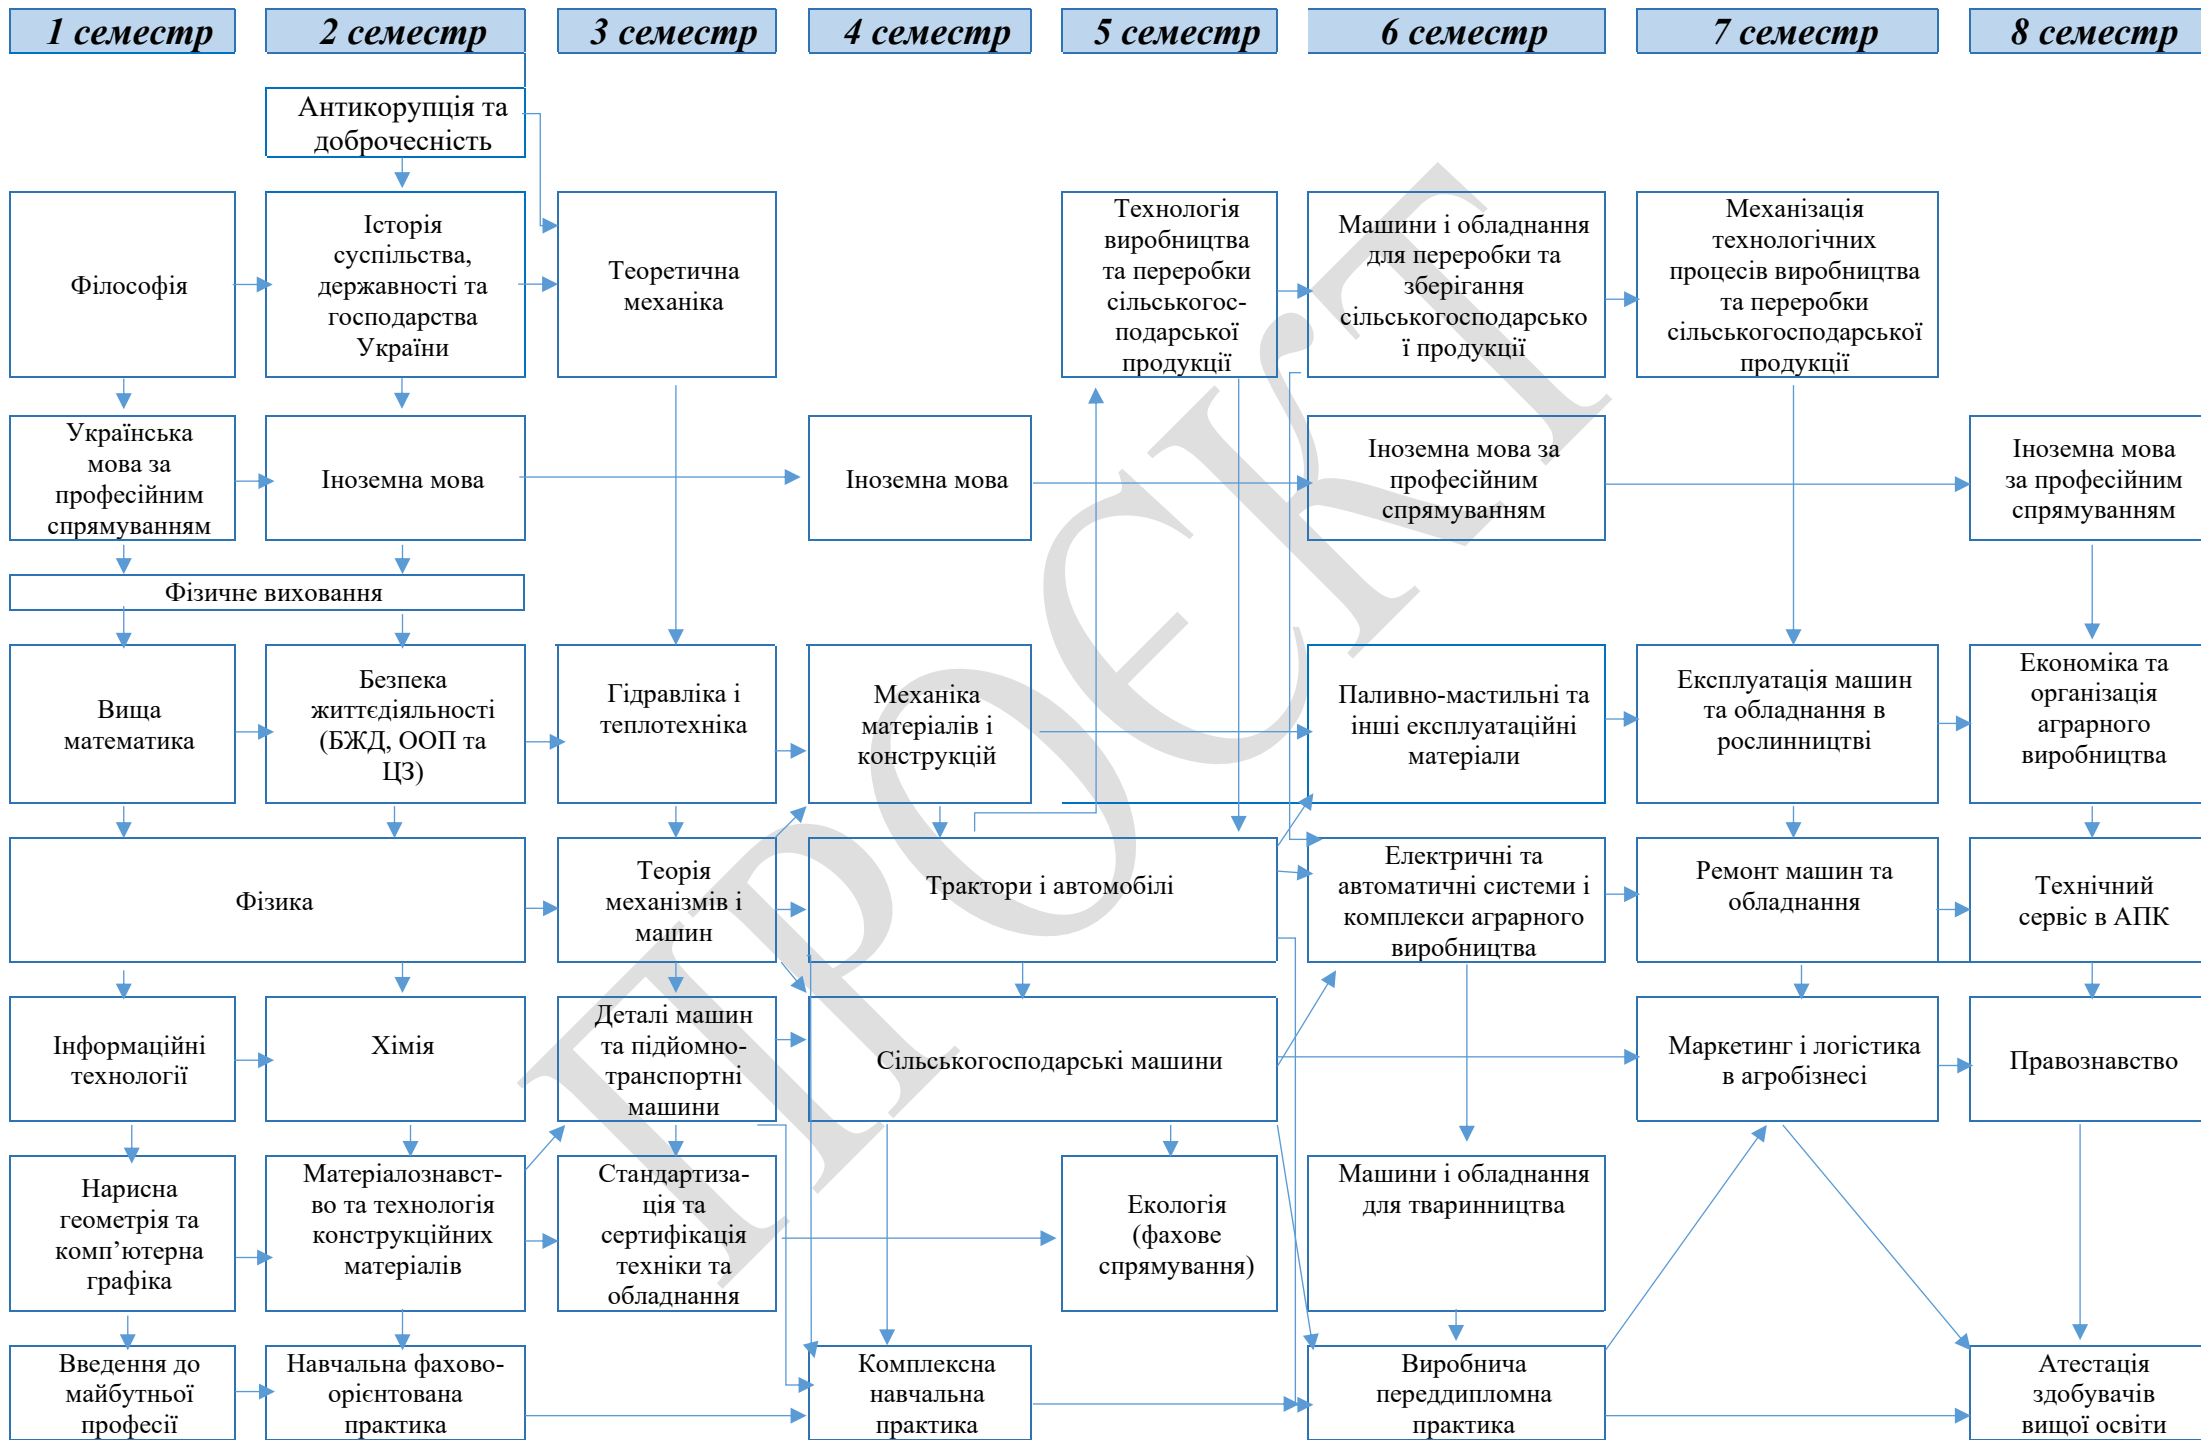 1 семестр
2 семестр
3 семестр
4 семестр
5 семестр
6 семестр
7 семестр
8 семестр
Антикорупція та
доброчесність
Філософія
Історія
суспільства,
державності та
господарства
України
Теоретична
механіка
Технологія
виробництва
та переробки
сільськогос-
подарської
продукції
Машини і обладнання
для переробки та
зберігання
сільськогосподарсько
ї продукції
Механізація
технологічних
процесів виробництва
та переробки
сільськогосподарської
продукції
Українська
мова за
професійним
спрямуванням
Іноземна мова
Іноземна мова
Іноземна мова за
професійним
спрямуванням
Іноземна мова
за професійним
спрямуванням
Фізичне виховання
Вища
математика
Безпека
життєдіяльності
(БЖД, ООП та
ЦЗ)
Гідравліка і
теплотехніка
Механіка
матеріалів і
конструкцій
Паливно-мастильні та
інші експлуатаційні
матеріали
Експлуатація машин
та обладнання в
рослинництві
Економіка та
організація
аграрного
виробництва
Фізика
Теорія
механізмів і
машин
Трактори і автомобілі
Електричні та
автоматичні системи і
комплекси аграрного
виробництва
Ремонт машин та
обладнання
Технічний
сервіс в АПК
Інформаційні
технології
Хімія
Деталі машин
та підйомно-
транспортні
машини
Сільськогосподарські машини
Маркетинг і логістика
в агробізнесі
Правознавство
Нарисна
геометрія та
комп’ютерна
графіка
Матеріалознавст-
во та технологія
конструкційних
матеріалів
Стандартиза-
ція та
сертифікація
техніки та
обладнання
Екологія
(фахове
спрямування)
Машини і обладнання
для тваринництва
Введення до
майбутньої
професії
Навчальна фахово-
орієнтована
практика
Комплексна
навчальна
практика
Виробнича
переддипломна
практика
Атестація
здобувачів
вищої освіти
ПРОЄКТ